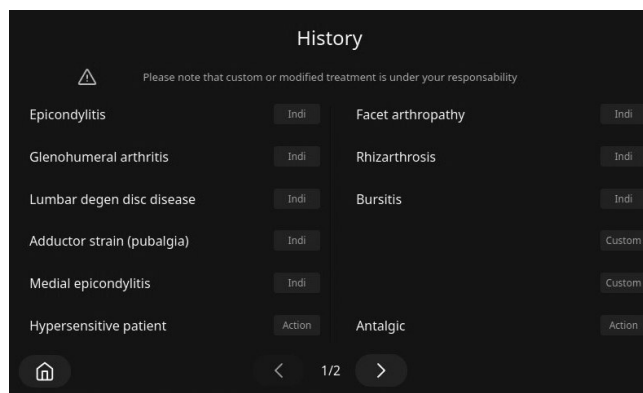 History
Please note that custom or modified treatment is under your responsability
Epicondylitis Indi
Glenohumeral arthritis Indi
Lumbar degen disc disease Indi
Adductor strain (pubalgia) Indi
Medial epicondylitis Indi
Hypersensitive patient Action
Facet arthropathy Indi
Rhizarthrosis Indi
Bursitis Indi
Custom
Custom
Antalgic Action
1/2